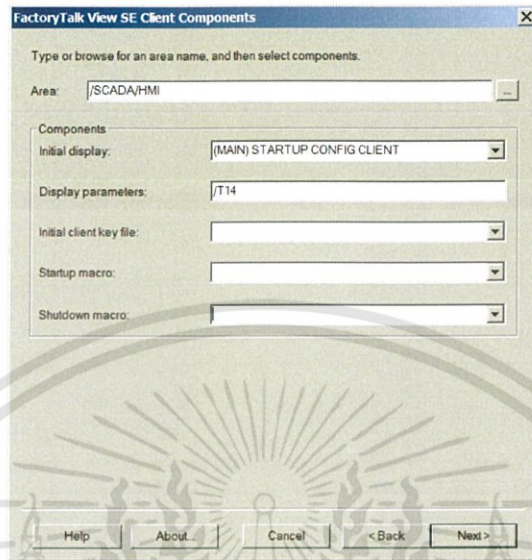 FactoryTalk View SE Client Components
Type or browse for an area name, and then select components.
Area: /SCADA/HMI ...
Components
Initial display: (MAIN) STARTUP CONFIG CLIENT
Display parameters: /T14
Initial client key file:
Startup macro:
Shutdown macro:
Help About... Cancel < Back Next >